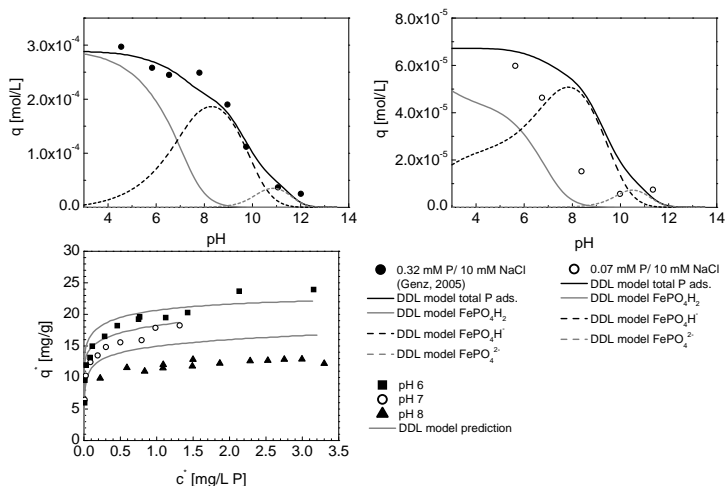 3.0x10⁻⁴
2.0x10⁻⁴
1.0x10⁻⁴
0.0
q [mol/L]
4 6 8 10 12 14
pH
8.0x10⁻⁵
6.0x10⁻⁵
4.0x10⁻⁵
2.0x10⁻⁵
0.0
q [mol/L]
4 6 8 10 12 14
pH
30
25
20
15
10
5
0
q* [mg/g]
0.0 0.5 1.0 1.5 2.0 2.5 3.0 3.5
c* [mg/L P]
0.32 mM P/ 10 mM NaCl
(Genz, 2005)
DDL model total P ads.
DDL model FePO₄H₂
DDL model FePO₄H⁻
DDL model FePO₄²⁻
0.07 mM P/ 10 mM NaCl
DDL model total P ads.
DDL model FePO₄H₂
DDL model FePO₄H⁻
DDL model FePO₄²⁻
pH 6
pH 7
pH 8
DDL model prediction